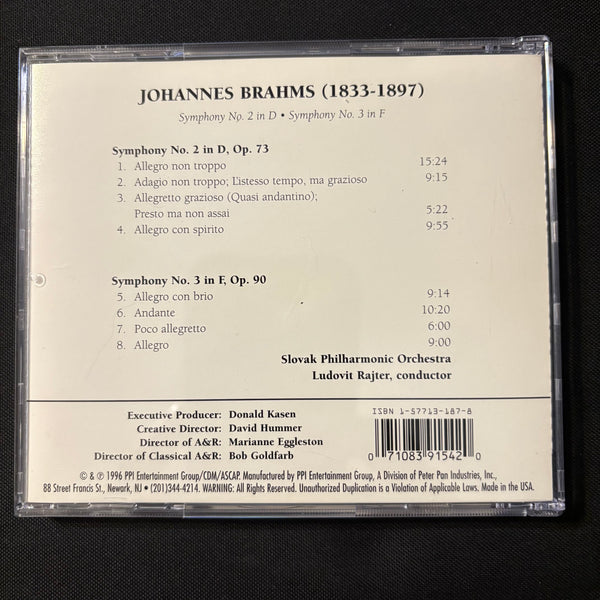 JOHANNES BRAHMS (1833-1897)
Symphony No. 2 in D • Symphony No. 3 in F
Symphony No. 2 in D, Op. 73
1. Allegro non troppo 15:24
2. Adagio non troppo; L'istesso tempo, ma grazioso 9:15
3. Allegretto grazioso (Quasi andantino);
Presto ma non assai 5:22
4. Allegro con spirito 9:55
Symphony No. 3 in F, Op. 90
5. Allegro con brio 9:14
6. Andante 10:20
7. Poco allegretto 6:00
8. Allegro 9:00
Slovak Philharmonic Orchestra
Ludovit Rajter, conductor
Executive Producer: Donald Kasen
Creative Director: David Hummer
Director of A&R: Marianne Eggleston
Director of Classical A&R: Bob Goldfarb
ISBN 1-57713-187-8
0 71083 91542 0
© & ℗ 1996 PPI Entertainment Group/CDM/ASCAP. Manufactured by PPI Entertainment Group, A Division of Peter Pan Industries, Inc.,
88 Street Francis St., Newark, NJ • (201)344-4214. WARNING: All Rights Reserved. Unauthorized Duplication is a Violation of Applicable Laws. Made in the USA.